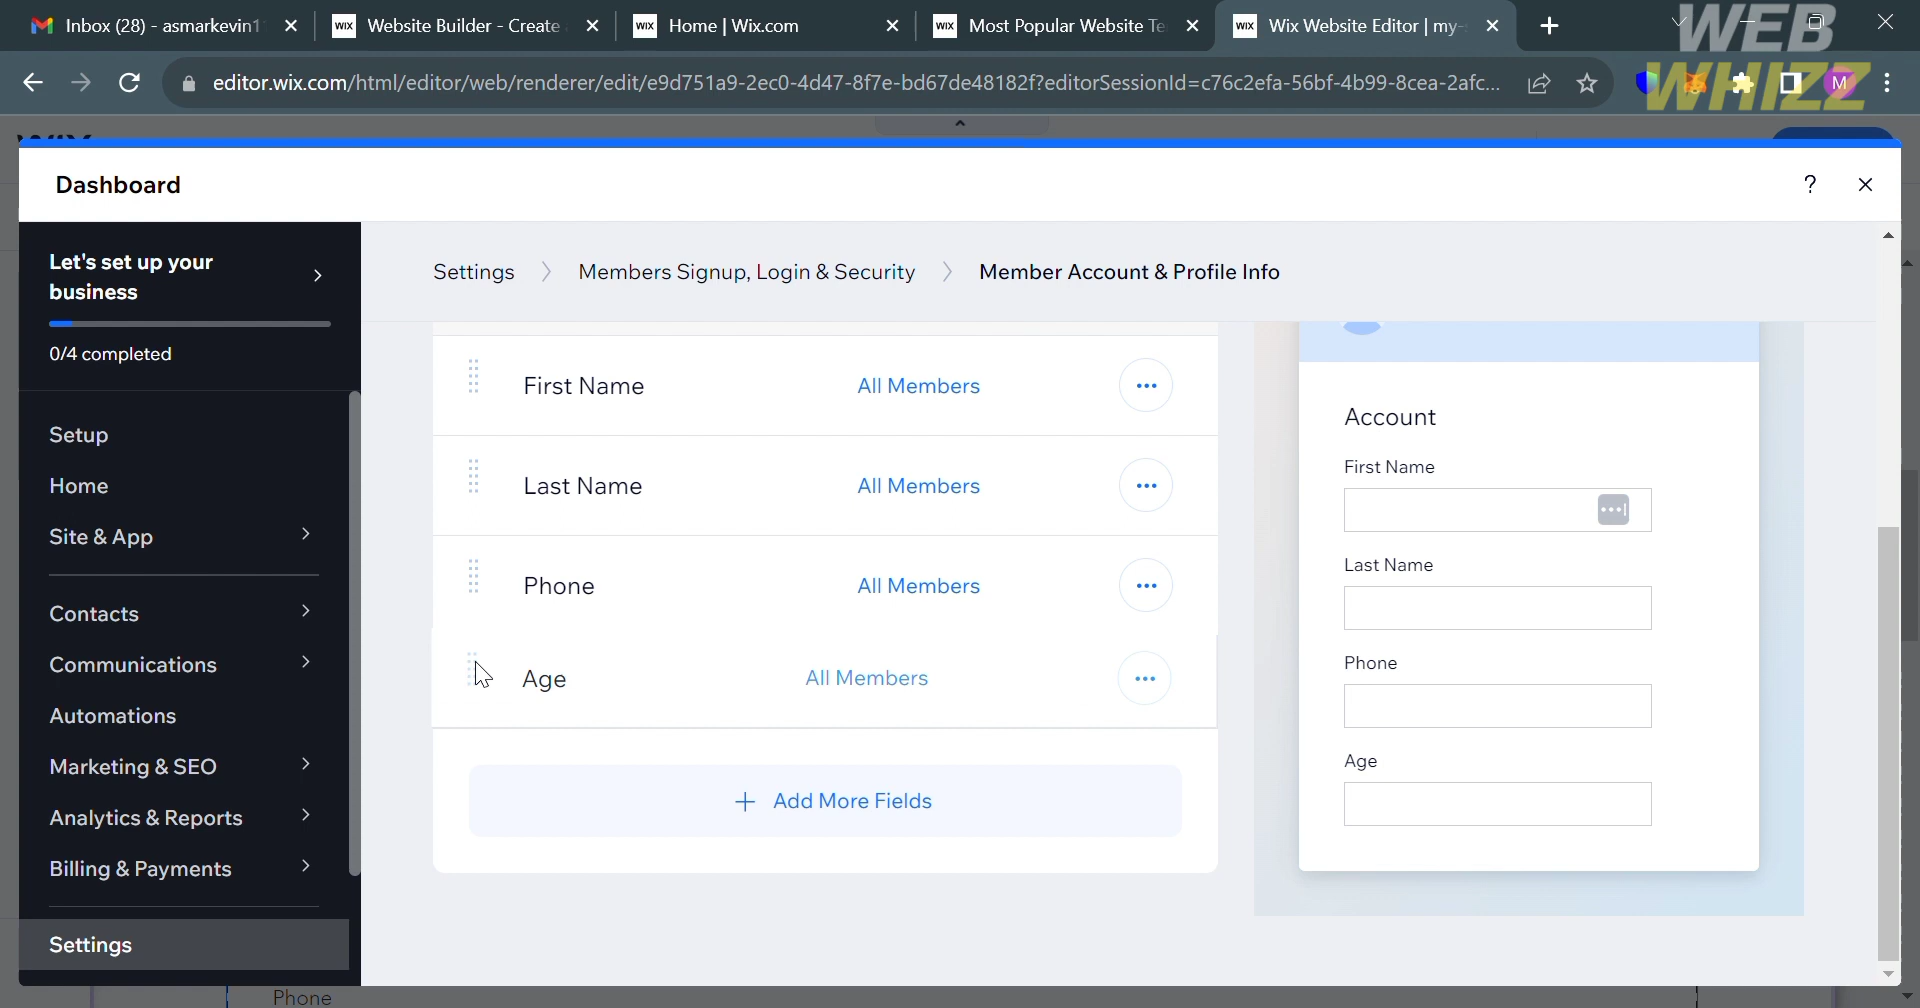 Inbox (28) - asmarkevin1
WIX Website Builder - Create
WIX Home | Wix.com
WIX Most Popular Website Te
WIX Wix Website Editor | my-
WEB
WHIZZ
editor.wix.com/html/editor/web/renderer/edit/e9d751a9-2ec0-4d47-8f7e-bd67de48182f?editorSessionId=c76c2efa-56bf-4b99-8cea-2afc...
M
Dashboard
?
Let's set up your
business
0/4 completed
Setup
Home
Site & App
Contacts
Communications
Automations
Marketing & SEO
Analytics & Reports
Billing & Payments
Settings
Settings > Members Signup, Login & Security > Member Account & Profile Info
First Name All Members
Last Name All Members
Phone All Members
Age All Members
+ Add More Fields
Account
First Name
Last Name
Phone
Age
Phone